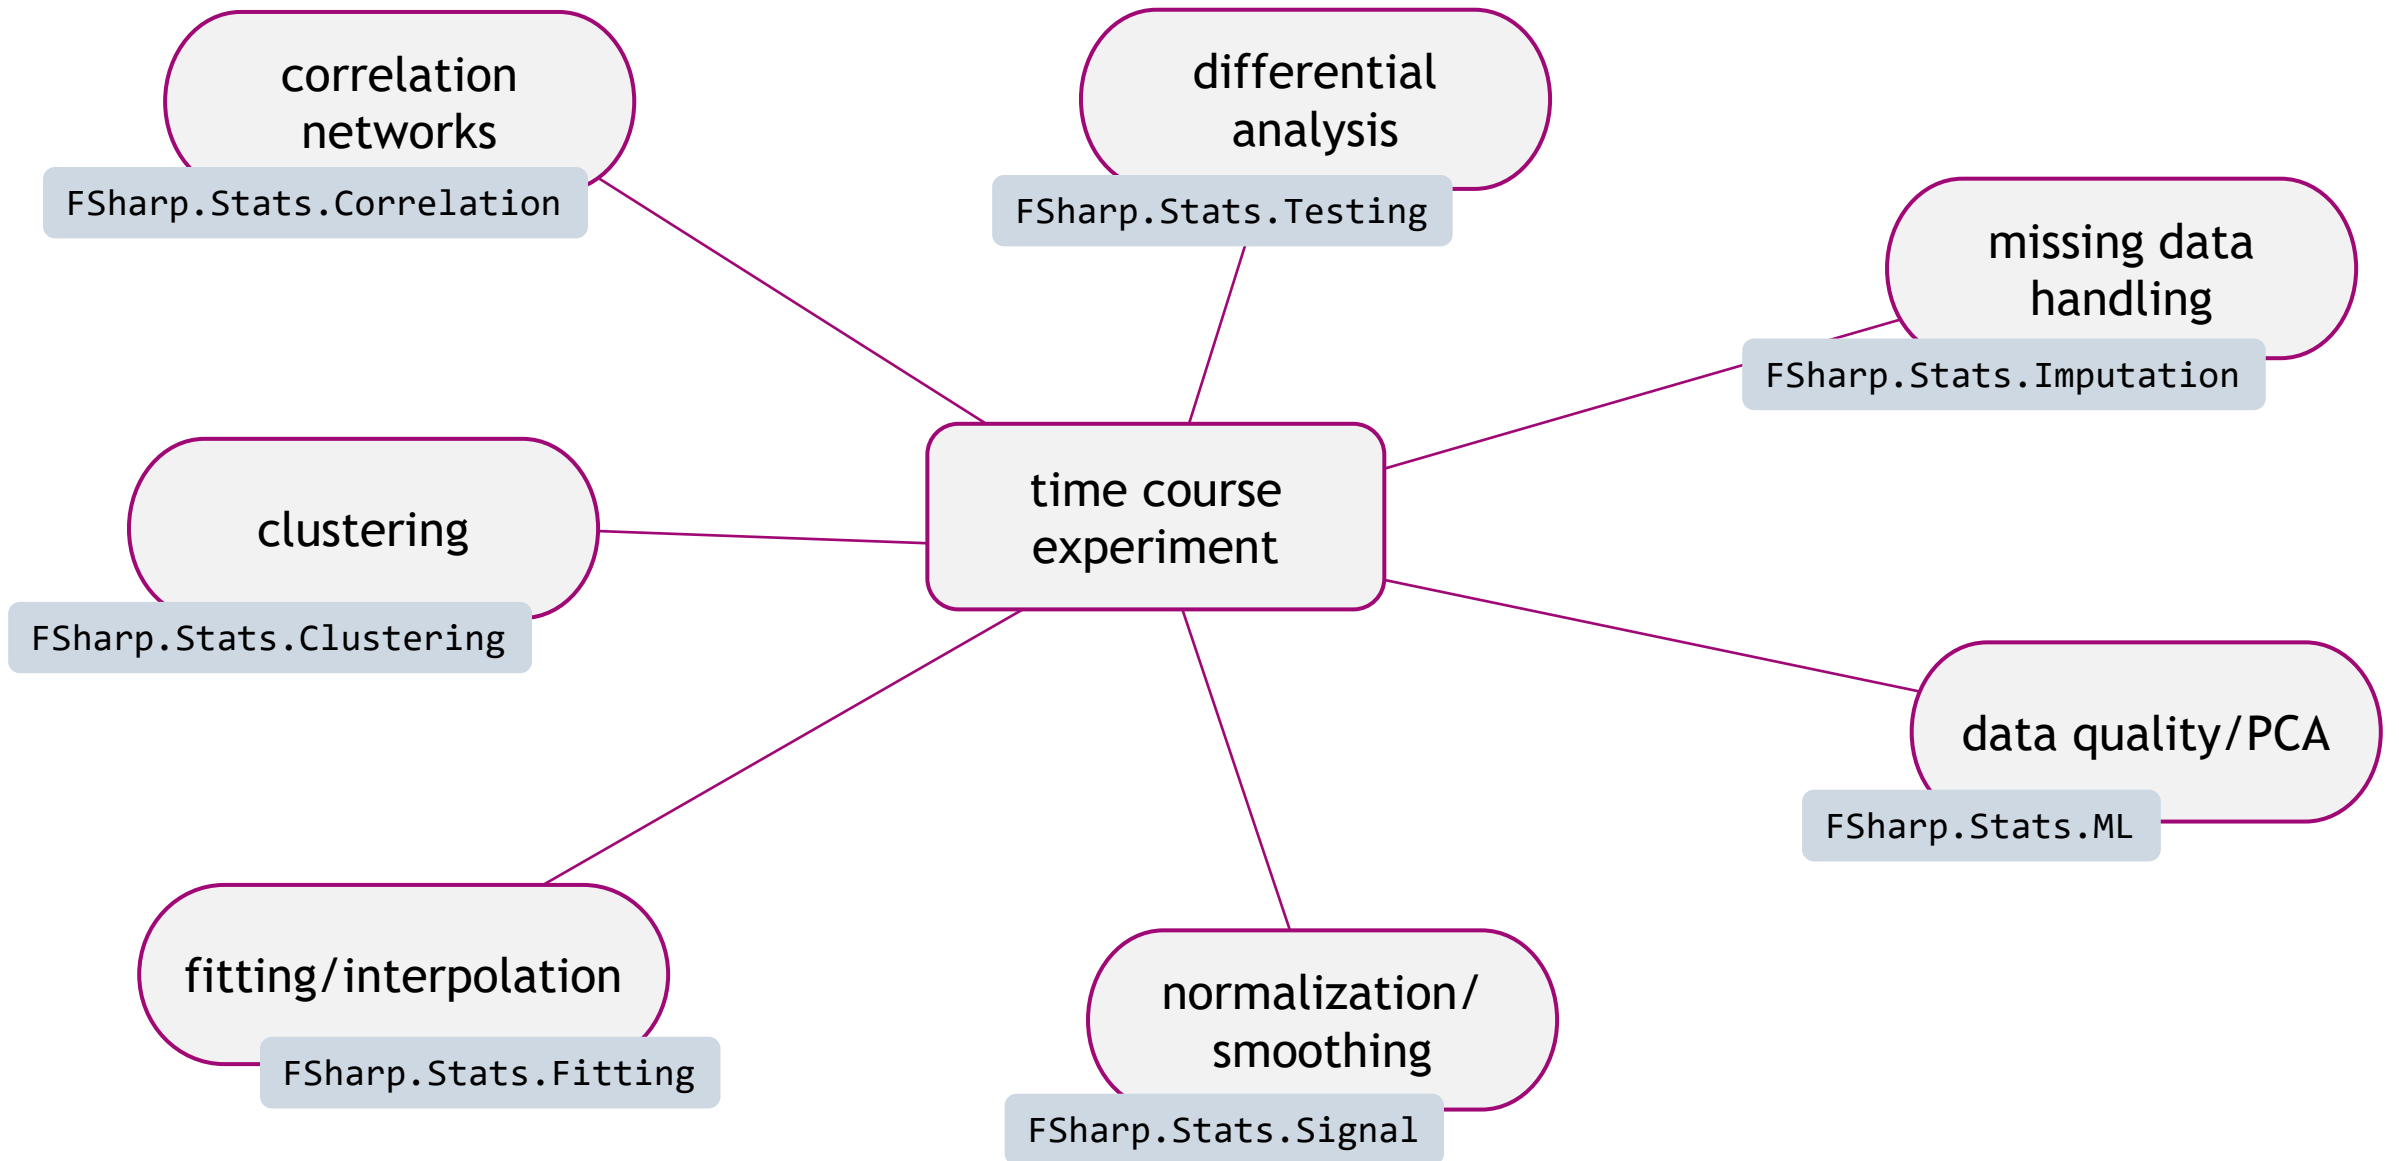 correlation
networks
FSharp.Stats.Correlation
differential
analysis
FSharp.Stats.Testing
missing data
handling
FSharp.Stats.Imputation
time course
experiment
clustering
FSharp.Stats.Clustering
data quality/PCA
FSharp.Stats.ML
fitting/interpolation
FSharp.Stats.Fitting
normalization/
smoothing
FSharp.Stats.Signal